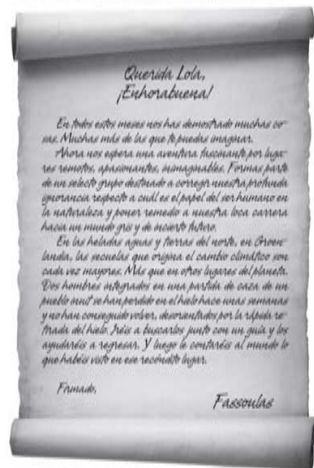 Querida Lola,
¡Enhorabuena!
En todos estos meses nos has demostrado muchas co-
sas. Muchas más de las que te puedas imaginar.
Ahora nos espera una aventura fascinante por luga-
res remotos, apasionantes, inimaginables. Formas parte
de un selecto grupo destinado a corregir nuestra profunda
ignorancia respecto a cuál es el papel del ser humano en
la naturaleza y poner remedo a nuestra loca carrera
hacia un mundo gris y de incierto futuro.
En las heladas aguas y tierras del norte, en Groen-
landia, las secuelas que origina el cambio climático son
cada vez mayores. Más que en otros lugares del planeta.
Dos hombres integrados en una partida de caza de un
pueblo inuit se han perdido en el hielo hace unas semanas
y no han conseguido volver, desorientados por la rápida re-
tirada del hielo. Iréis a buscarlos junto con un guía y los
ayudaréis a regresar. Y luego le contaréis al mundo lo
que habéis visto en ese recóndito lugar.
Firmado,
Fassoulas